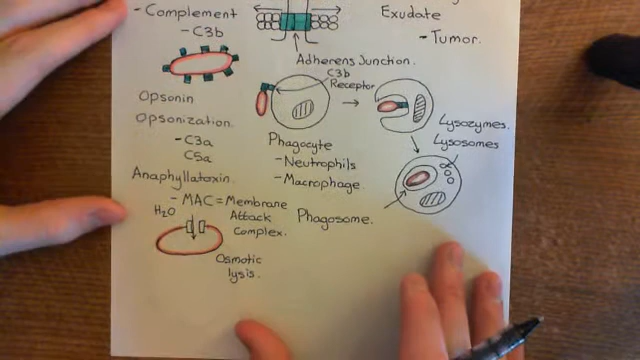 - Complement
- C3b
Exudate
- Tumor.
Adherens Junction.
C3b
Receptor
Opsonin
Opsonization.
- C3a
C5a
Anaphyllatoxin.
Phagocyte
- Neutrophils
- Macrophage.
Lysozymes.
Lysosomes
- MAC = Membrane
Attack
Complex.
H₂O
Phagosome.
Osmotic
lysis.